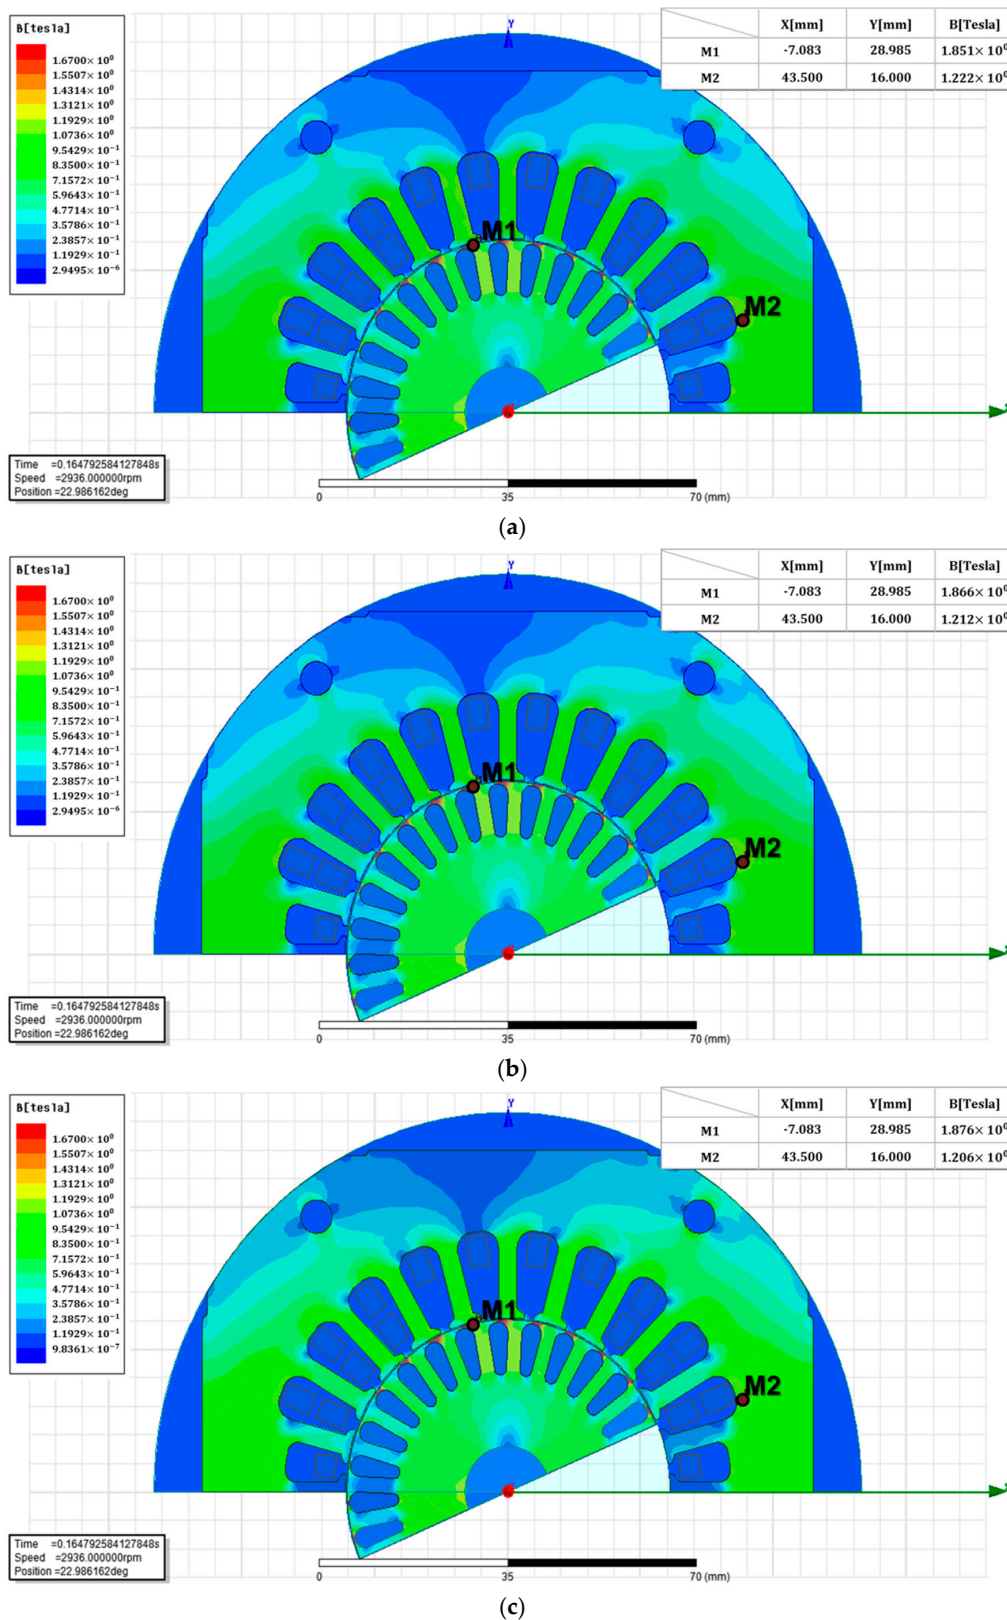 B[tesla]
1.6700× 10⁰
1.5507× 10⁰
1.4314× 10⁰
1.3121× 10⁰
1.1929× 10⁰
1.0736× 10⁰
9.5429× 10⁻¹
8.3500× 10⁻¹
7.1572× 10⁻¹
5.9643× 10⁻¹
4.7714× 10⁻¹
3.5786× 10⁻¹
2.3857× 10⁻¹
1.1929× 10⁻¹
2.9495× 10⁻⁶
Y
X[mm] Y[mm] B[Tesla]
M1 -7.083 28.985 1.851× 10⁰
M2 43.500 16.000 1.222× 10⁰
M1
M2
Time =0.164792584127848s
Speed =2936.000000rpm
Position =22.986162deg
0 35 70 (mm)
(a)
B[tesla]
1.6700× 10⁰
1.5507× 10⁰
1.4314× 10⁰
1.3121× 10⁰
1.1929× 10⁰
1.0736× 10⁰
9.5429× 10⁻¹
8.3500× 10⁻¹
7.1572× 10⁻¹
5.9643× 10⁻¹
4.7714× 10⁻¹
3.5786× 10⁻¹
2.3857× 10⁻¹
1.1929× 10⁻¹
2.9495× 10⁻⁶
Y
X[mm] Y[mm] B[Tesla]
M1 -7.083 28.985 1.866× 10⁰
M2 43.500 16.000 1.212× 10⁰
M1
M2
Time =0.164792584127848s
Speed =2936.000000rpm
Position =22.986162deg
0 35 70 (mm)
(b)
B[tesla]
1.6700× 10⁰
1.5507× 10⁰
1.4314× 10⁰
1.3121× 10⁰
1.1929× 10⁰
1.0736× 10⁰
9.5429× 10⁻¹
8.3500× 10⁻¹
7.1572× 10⁻¹
5.9643× 10⁻¹
4.7714× 10⁻¹
3.5786× 10⁻¹
2.3857× 10⁻¹
1.1929× 10⁻¹
9.8361× 10⁻⁷
Y
X[mm] Y[mm] B[Tesla]
M1 -7.083 28.985 1.876× 10⁰
M2 43.500 16.000 1.206× 10⁰
M1
M2
Time =0.164792584127848s
Speed =2936.000000rpm
Position =22.986162deg
0 35 70 (mm)
(c)